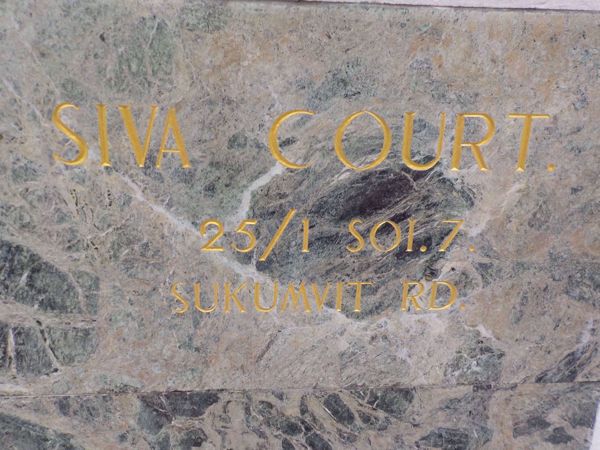 SIVA COURT.
25/1 SOI.7.
SUKUMVIT RD.